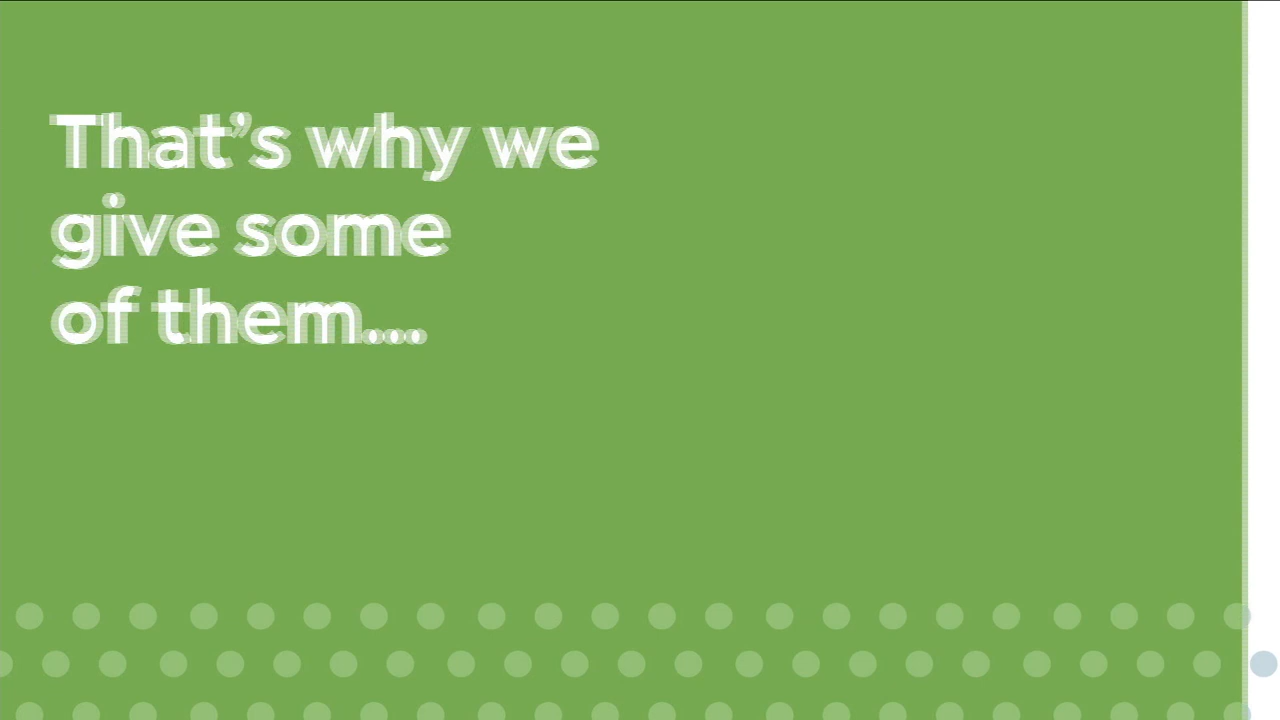 That’s why we
give some
of them....